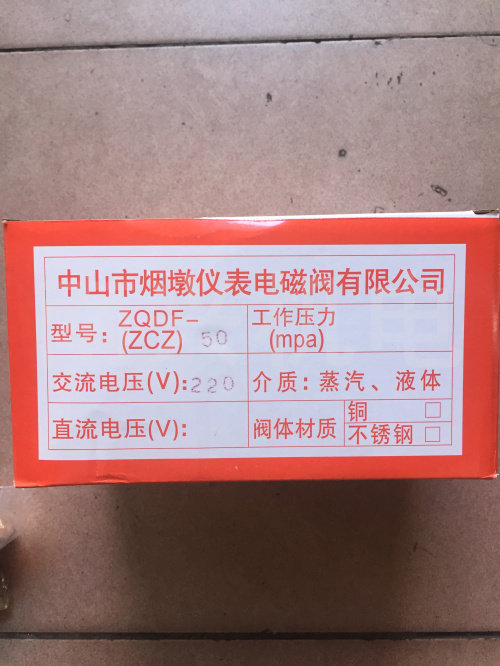 中山市烟墩仪表电磁阀有限公司
型号: ZQDF-(ZCZ) 50
工作压力(mpa)
交流电压(V): 220
介质: 蒸汽、液体
直流电压(V):
阀体材质
铜 □
不锈钢 □